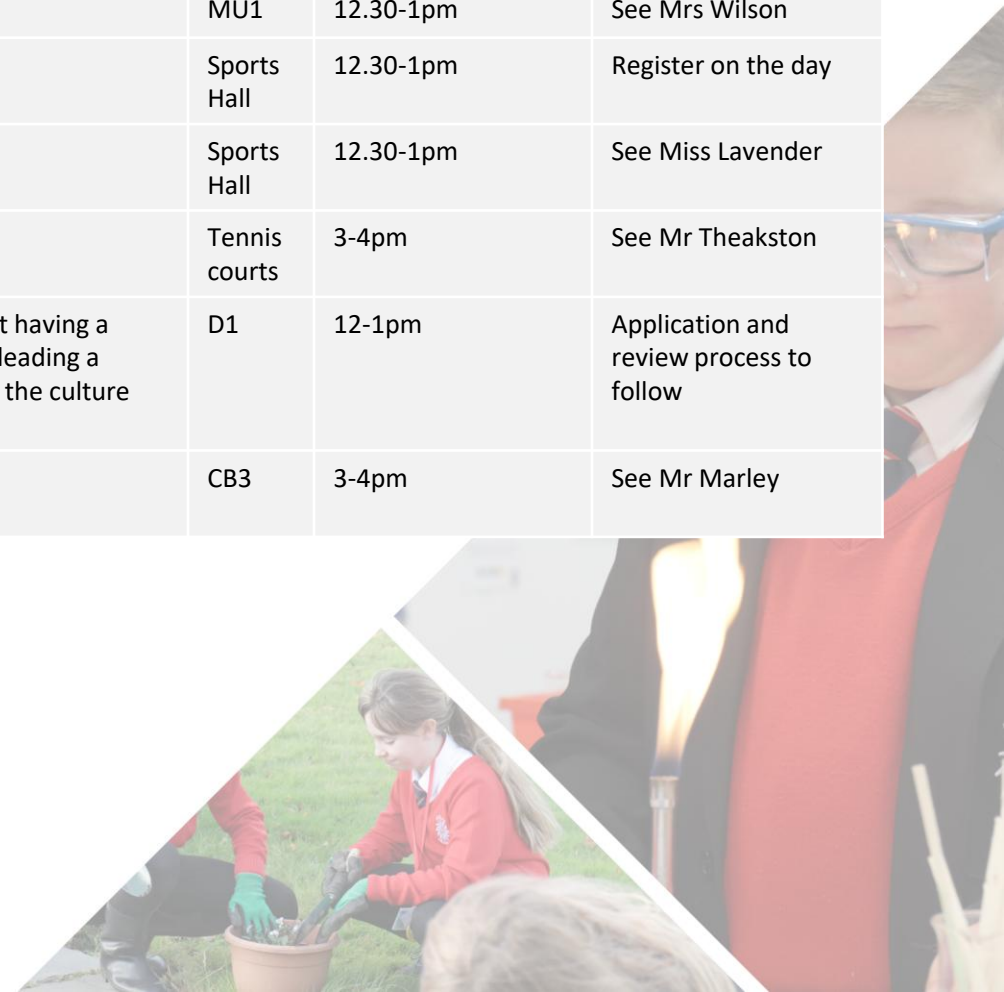 MU1 12.30-1pm See Mrs Wilson
Sports 12.30-1pm Register on the day
Hall
Sports 12.30-1pm See Miss Lavender
Hall
Tennis 3-4pm See Mr Theakston
courts
t having a D1 12-1pm Application and
leading a review process to
the culture follow
CB3 3-4pm See Mr Marley